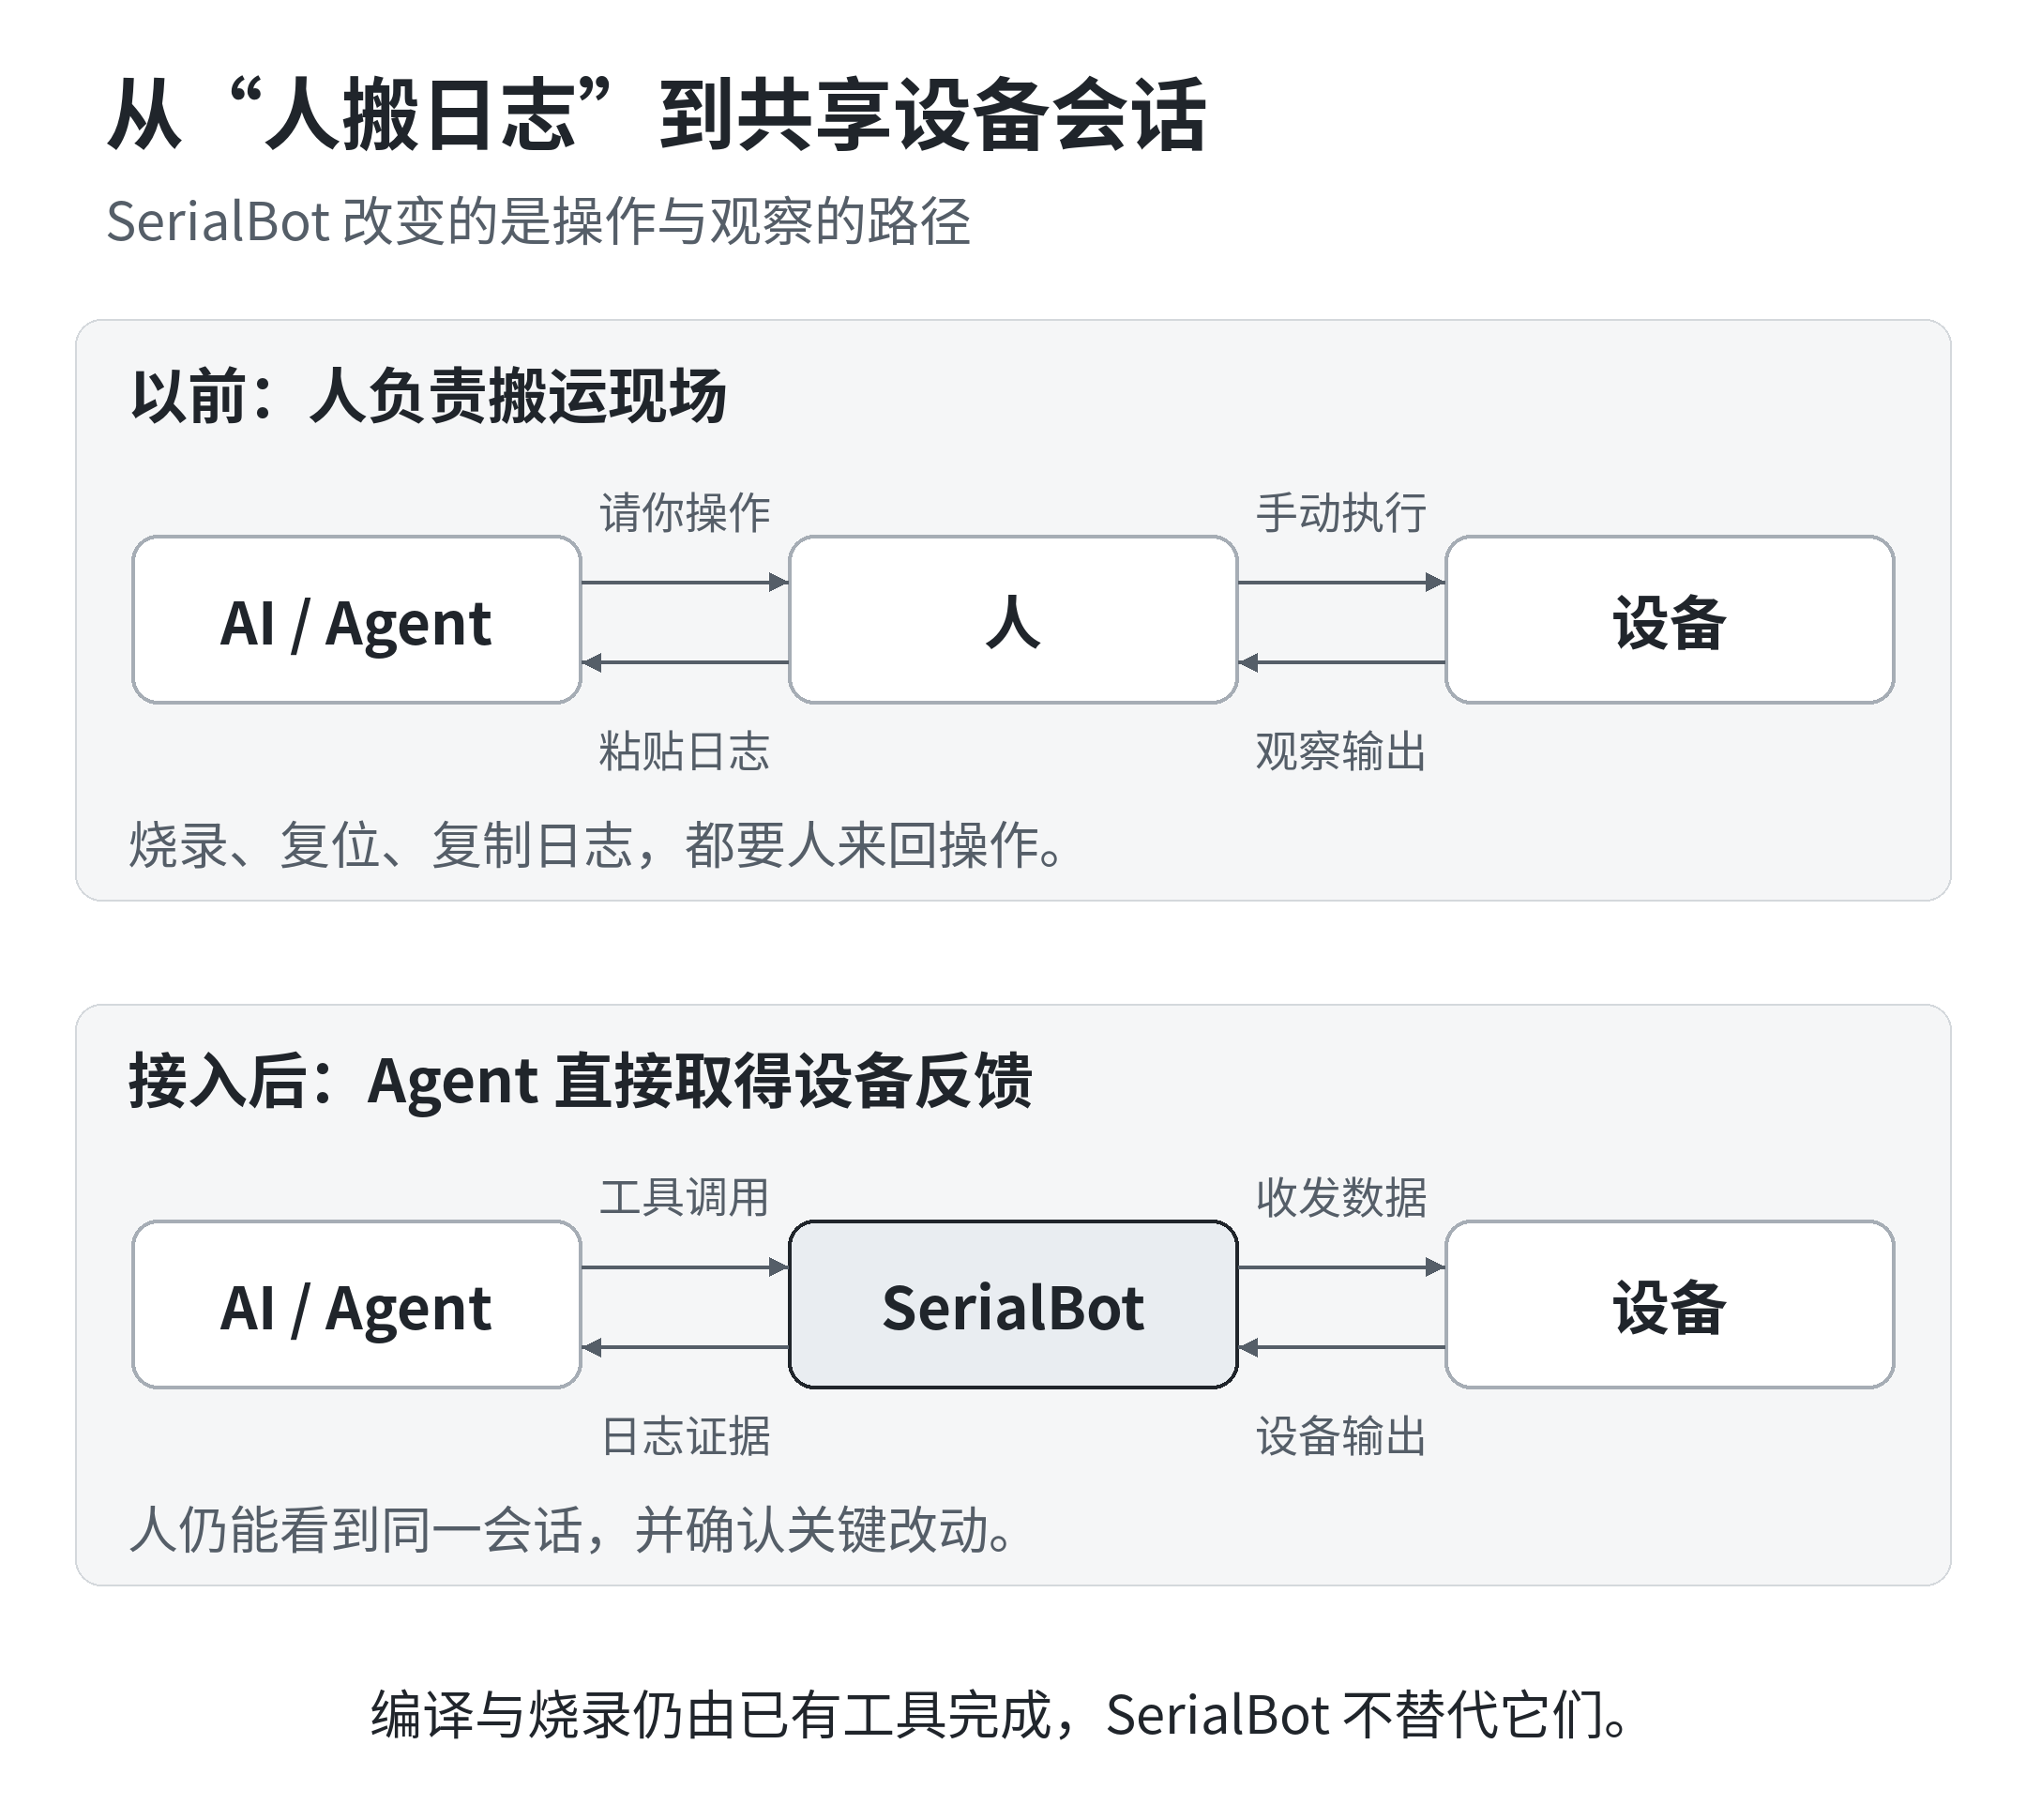 从“人搬日志”到共享设备会话
SerialBot 改变的是操作与观察的路径
以前：人负责搬运现场
请你操作
手动执行
AI / Agent
人
设备
粘贴日志
观察输出
烧录、复位、复制日志，都要人来回操作。
接入后：Agent 直接取得设备反馈
工具调用
收发数据
AI / Agent
SerialBot
设备
日志证据
设备输出
人仍能看到同一会话，并确认关键改动。
编译与烧录仍由已有工具完成，SerialBot 不替代它们。